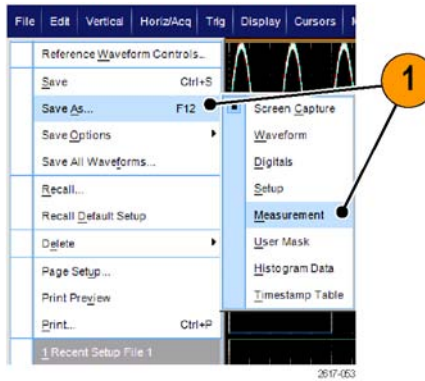 File Edit Vertical Horiz/Acq Trig Display Cursors
Reference Waveform Controls...
Save Ctrl+S
Save As... F12
Save Options
Save All Waveforms...
Recall...
Recall Default Setup
Delete
Page Setup...
Print Preview
Print... Ctrl+P
1 Recent Setup File 1
Screen Capture
Waveform
Digitals
Setup
Measurement
User Mask
Histogram Data
Timestamp Table
1
2617-053